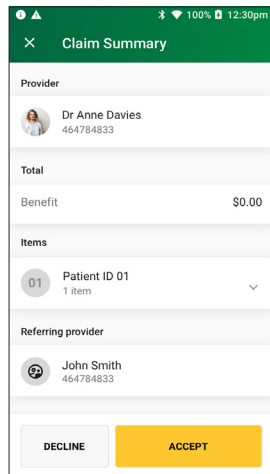 100% 12:30pm
Claim Summary
Provider
Dr Anne Davies
464784833
Total
Benefit $0.00
Items
01 Patient ID 01
1 item
Referring provider
John Smith
464784833
DECLINE ACCEPT